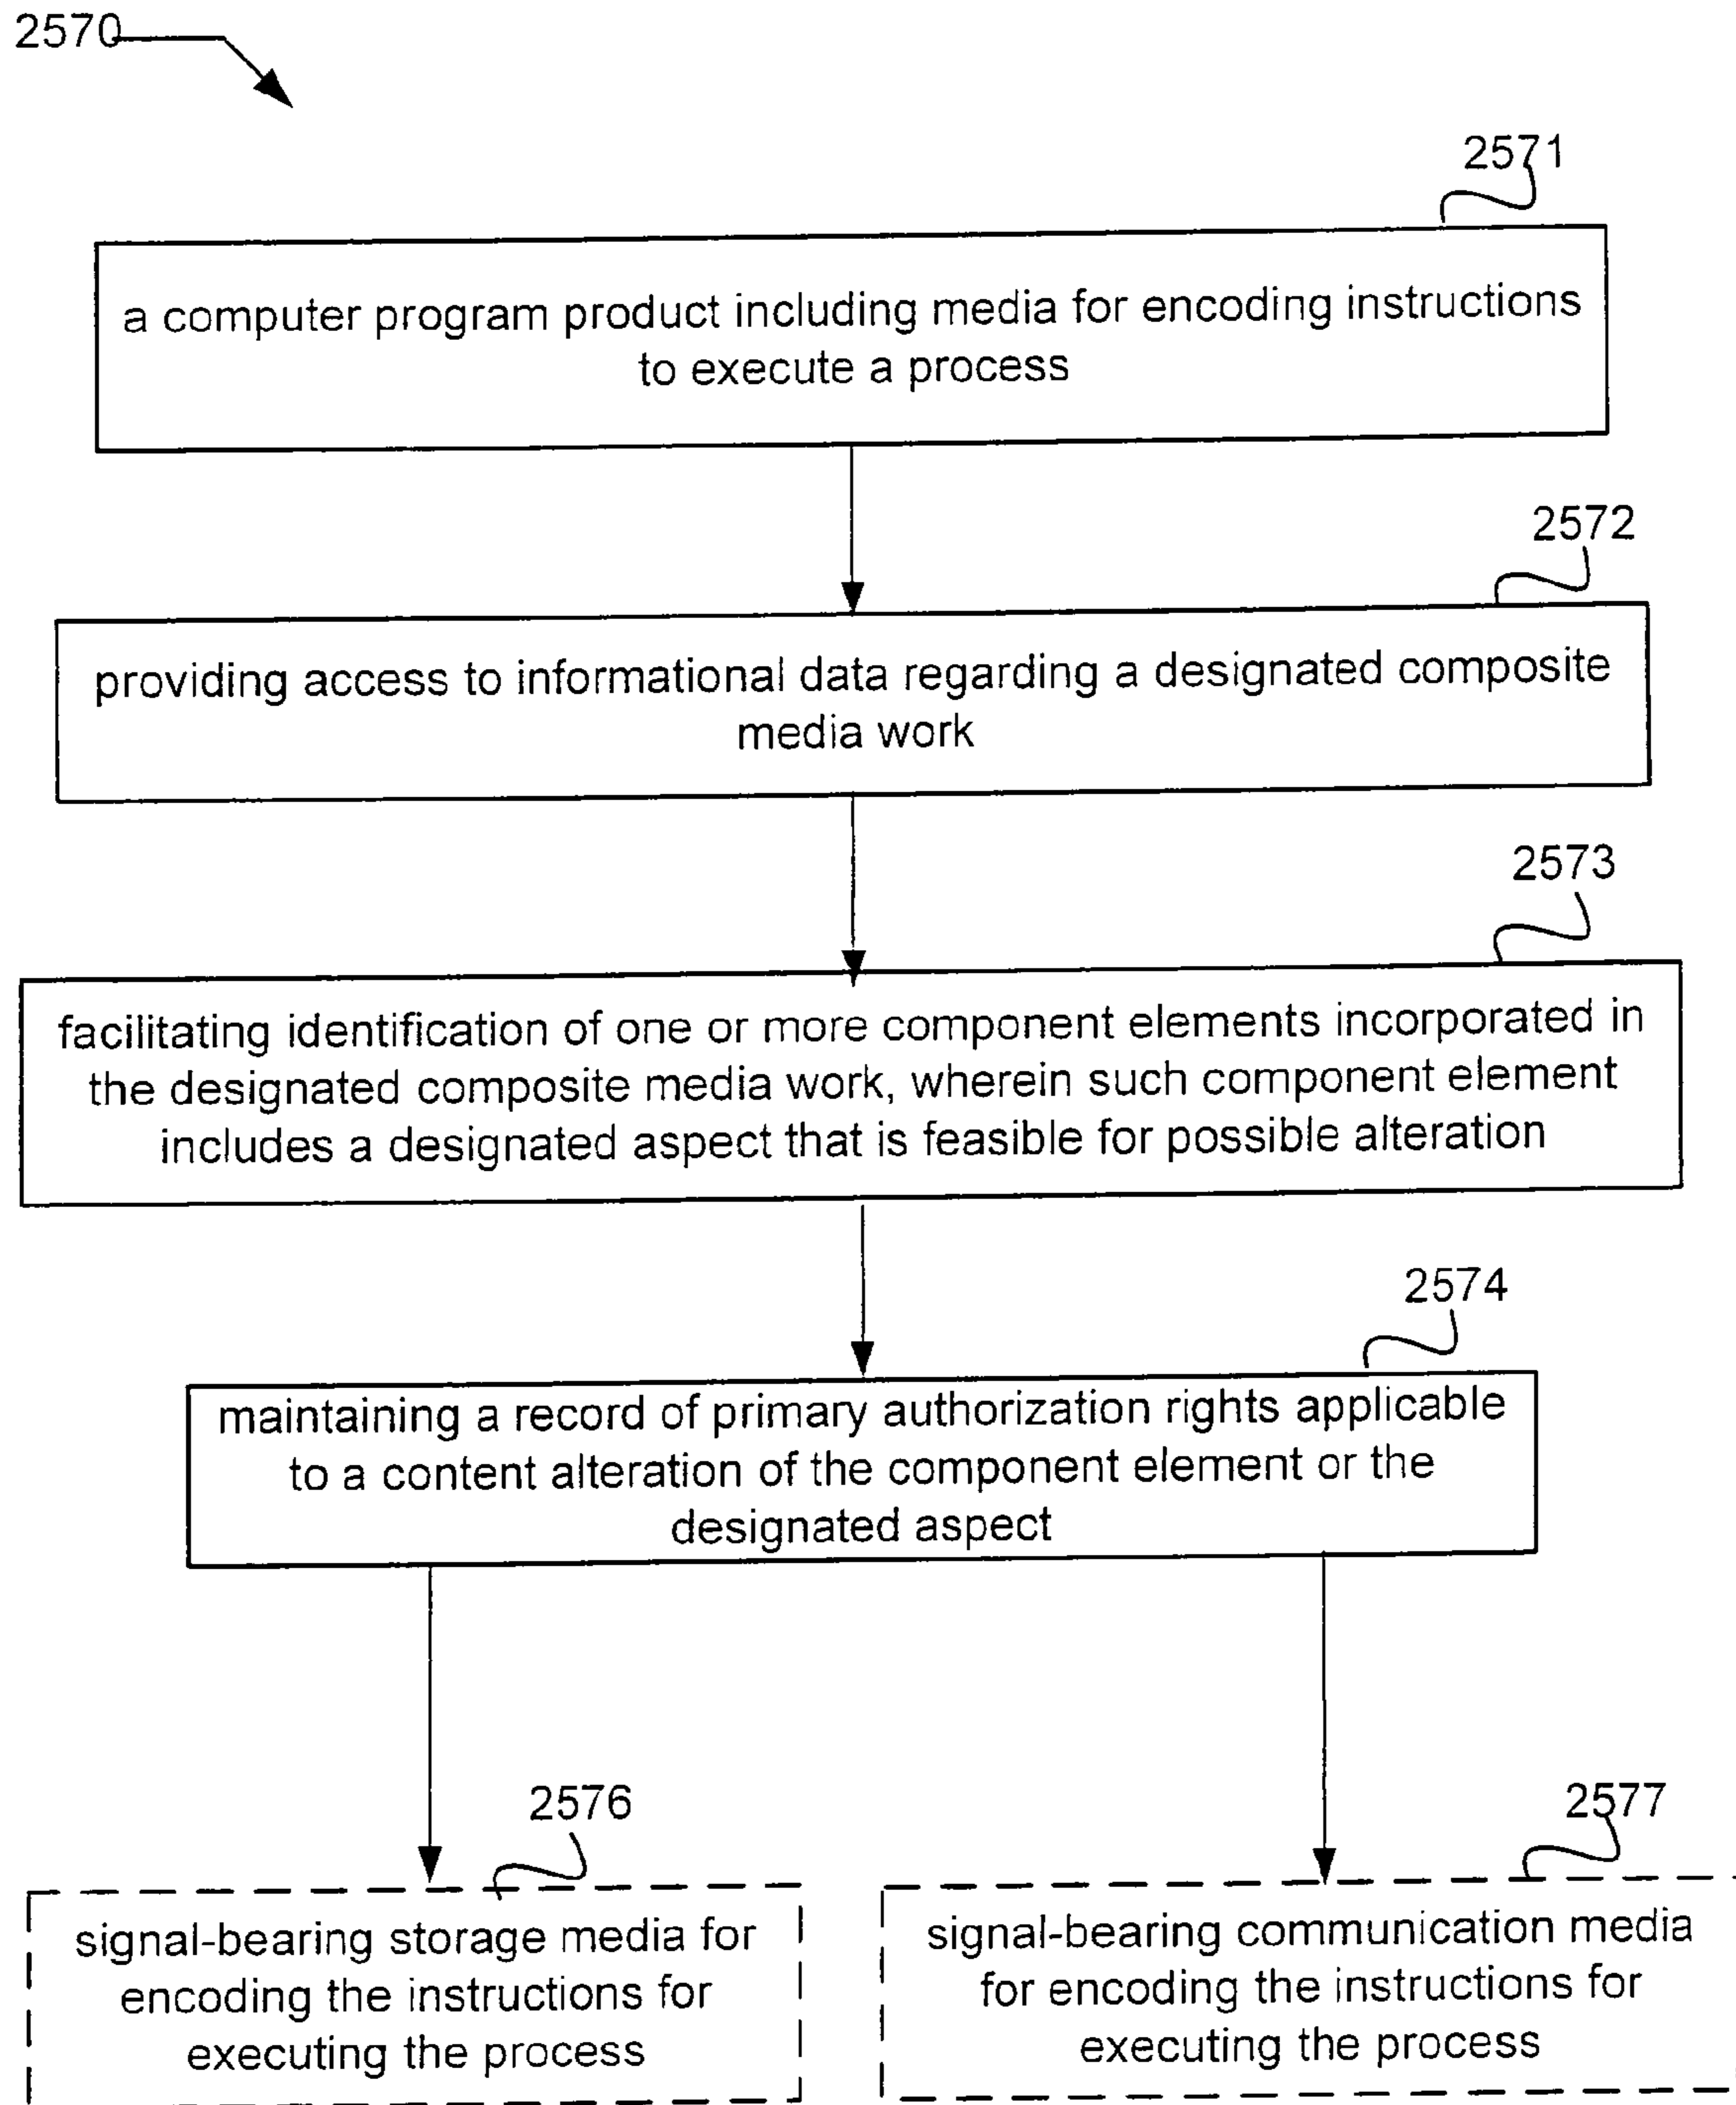 2570
2571
a computer program product including media for encoding instructions
to execute a process
2572
providing access to informational data regarding a designated composite
media work
2573
facilitating identification of one or more component elements incorporated in
the designated composite media work, wherein such component element
includes a designated aspect that is feasible for possible alteration
2574
maintaining a record of primary authorization rights applicable
to a content alteration of the component element or the
designated aspect
2576
signal-bearing storage media for
encoding the instructions for
executing the process
2577
signal-bearing communication media
for encoding the instructions for
executing the process